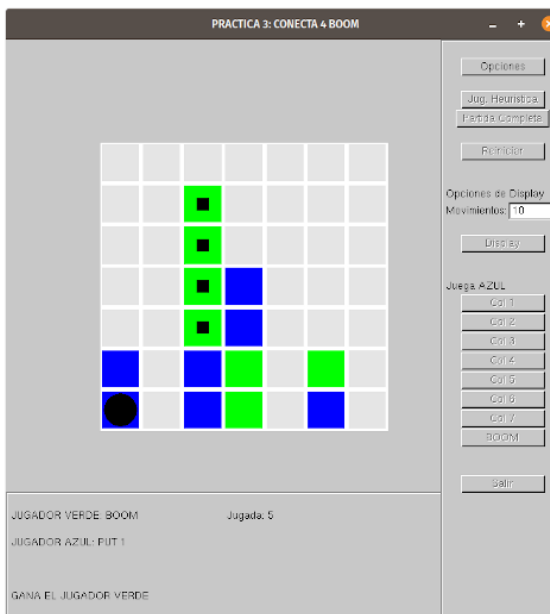 PRACTICA 3: CONECTA 4 BOOM
Opciones
Jug. Heuristica
Partida Completa
Reiniciar
Opciones de Display
Movimientos: 10
Display
Juega AZUL
Col 1
Col 2
Col 3
Col 4
Col 5
Col 6
Col 7
BOOM
Salir
JUGADOR VERDE: BOOM Jugada: 5
JUGADOR AZUL: PUT 1
GANA EL JUGADOR VERDE